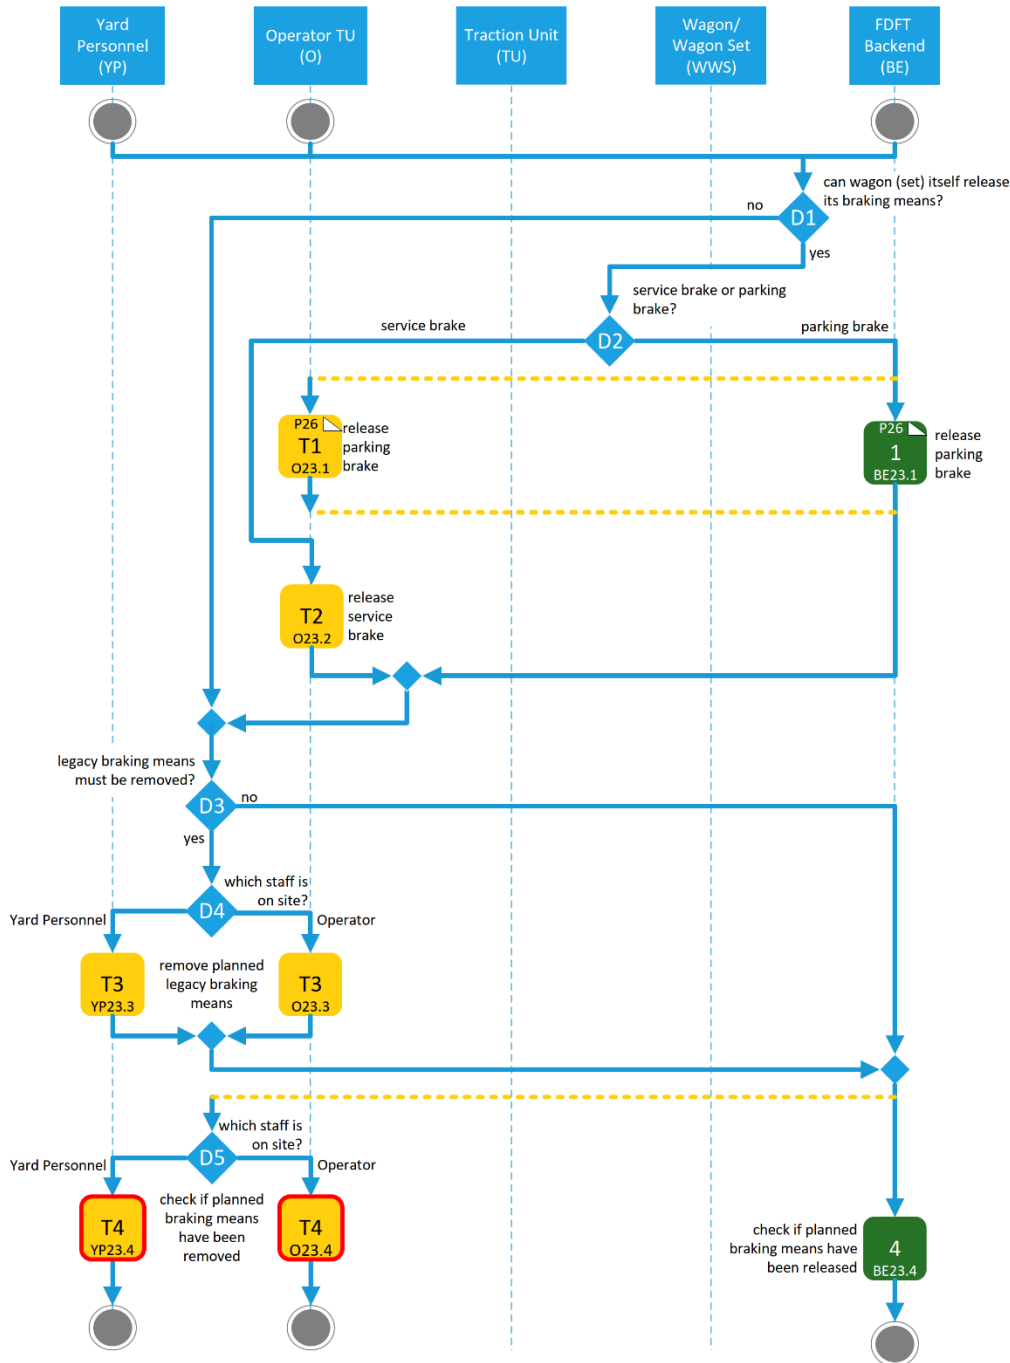 Yard
Personnel
(YP)
Operator TU
(O)
Traction Unit
(TU)
Wagon/
Wagon Set
(WWS)
FDFT
Backend
(BE)
can wagon (set) itself release
its braking means?
no
D1
yes
service brake or parking
brake?
service brake
D2
parking brake
P26
T1
O23.1
release
parking
brake
P26
1
BE23.1
release
parking
brake
T2
O23.2
release
service
brake
legacy braking means
must be removed?
D3
no
yes
which staff is
on site?
D4
Yard Personnel
Operator
T3
YP23.3
remove planned
legacy braking
means
T3
O23.3
which staff is
on site?
D5
Yard Personnel
Operator
T4
YP23.4
check if planned
braking means
have been
removed
T4
O23.4
check if planned
braking means have
been released
4
BE23.4